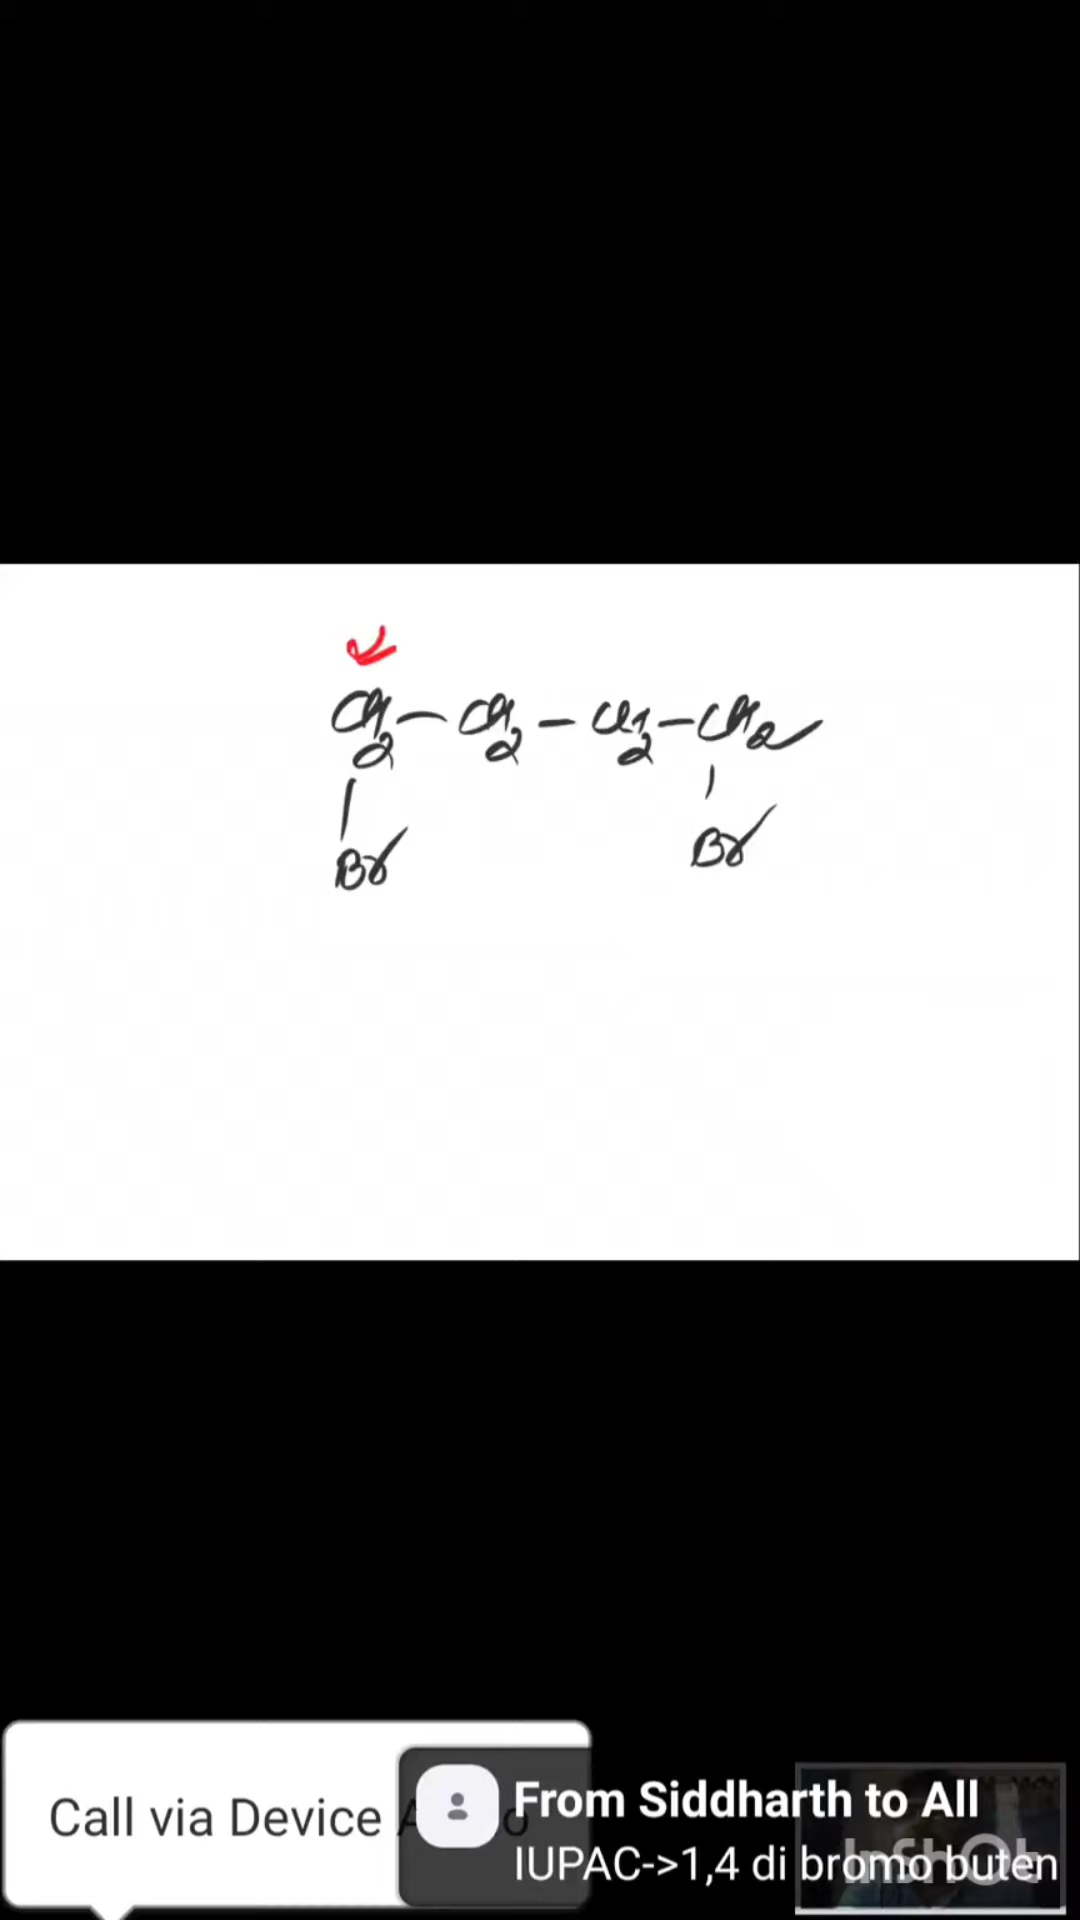 CH2 - CH2 - CH2 - CH2
Br Br
Call via Device
From Siddharth to All
IUPAC->1,4 di bromo buten
InShOt